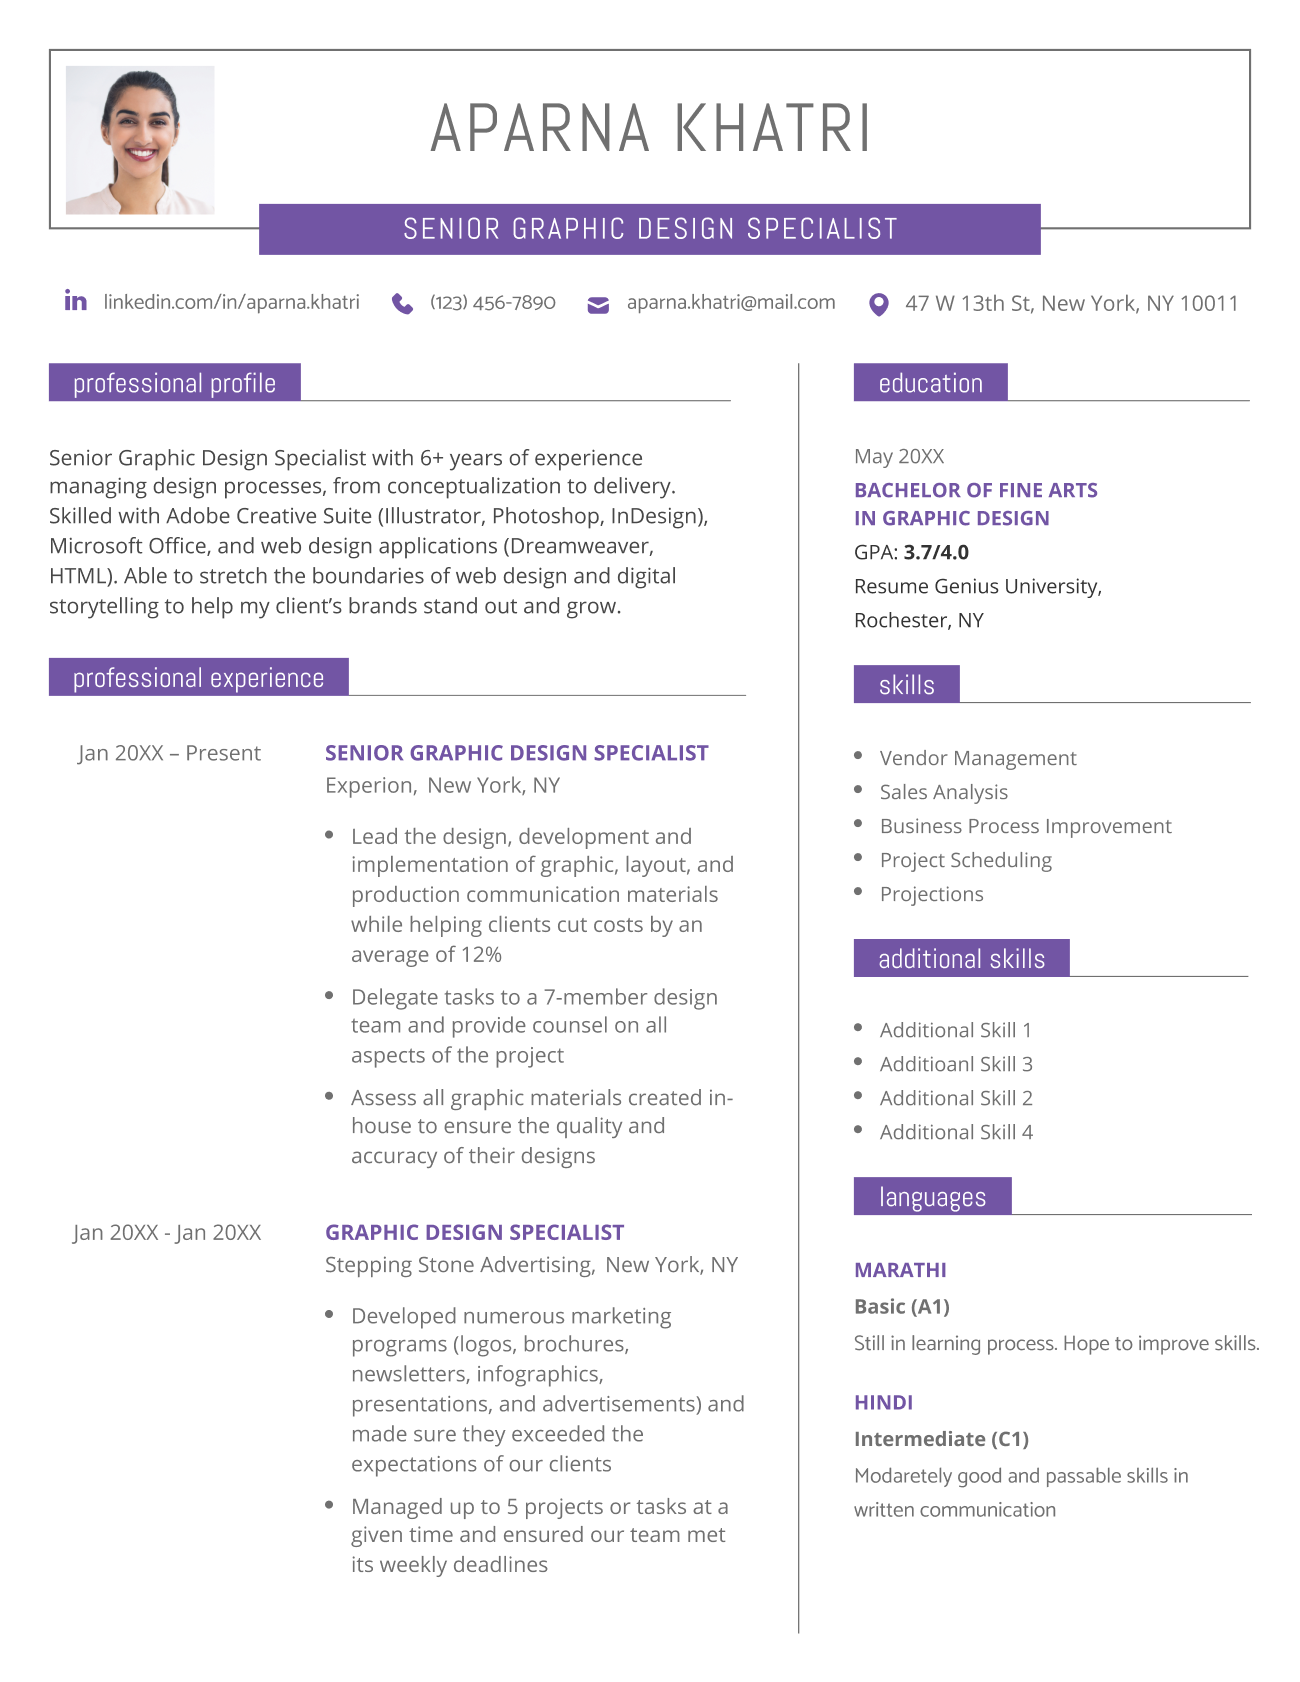 APARNA KHATRI
SENIOR GRAPHIC DESIGN SPECIALIST
linkedin.com/in/aparna.khatri
(123) 456-7890
aparna.khatri@mail.com
47 W 13th St, New York, NY 10011
professional profile
Senior Graphic Design Specialist with 6+ years of experience
managing design processes, from conceptualization to delivery.
Skilled with Adobe Creative Suite (Illustrator, Photoshop, InDesign),
Microsoft Office, and web design applications (Dreamweaver,
HTML). Able to stretch the boundaries of web design and digital
storytelling to help my client’s brands stand out and grow.
professional experience
Jan 20XX – Present
SENIOR GRAPHIC DESIGN SPECIALIST
Experion, New York, NY
• Lead the design, development and
implementation of graphic, layout, and
production communication materials
while helping clients cut costs by an
average of 12%
• Delegate tasks to a 7-member design
team and provide counsel on all
aspects of the project
• Assess all graphic materials created in-
house to ensure the quality and
accuracy of their designs
Jan 20XX - Jan 20XX
GRAPHIC DESIGN SPECIALIST
Stepping Stone Advertising, New York, NY
• Developed numerous marketing
programs (logos, brochures,
newsletters, infographics,
presentations, and advertisements) and
made sure they exceeded the
expectations of our clients
• Managed up to 5 projects or tasks at a
given time and ensured our team met
its weekly deadlines
education
May 20XX
BACHELOR OF FINE ARTS
IN GRAPHIC DESIGN
GPA: 3.7/4.0
Resume Genius University,
Rochester, NY
skills
• Vendor Management
• Sales Analysis
• Business Process Improvement
• Project Scheduling
• Projections
additional skills
• Additional Skill 1
• Additioanl Skill 3
• Additional Skill 2
• Additional Skill 4
languages
MARATHI
Basic (A1)
Still in learning process. Hope to improve skills.
HINDI
Intermediate (C1)
Modaretely good and passable skills in
written communication